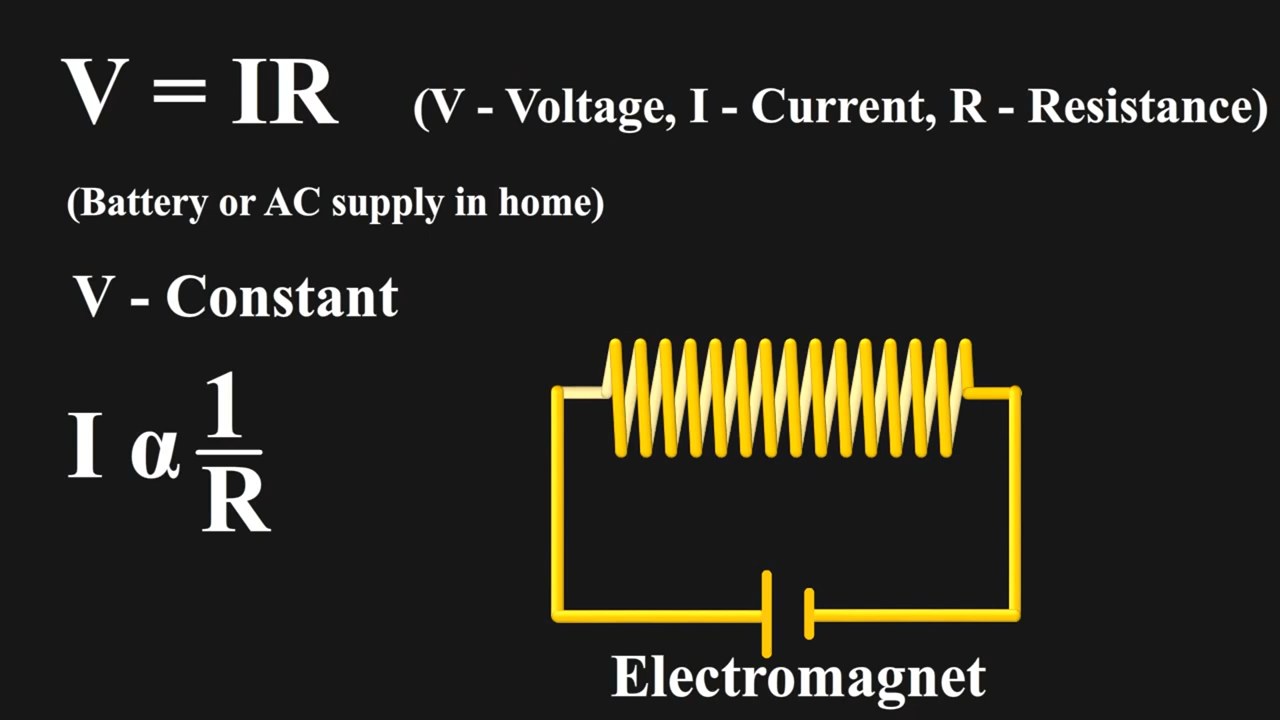 V = IR (V - Voltage, I - Current, R - Resistance)
(Battery or AC supply in home)
V - Constant
I α 1/R
Electromagnet